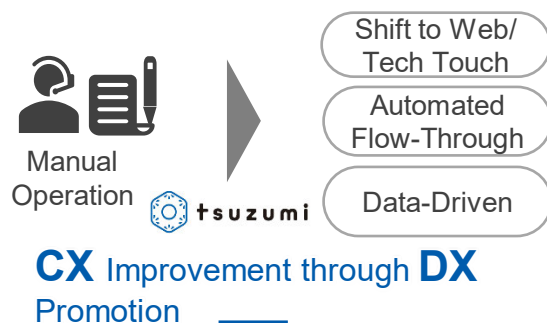 Shift to Web/
Tech Touch
Automated
Flow-Through
Data-Driven
Manual
Operation
tsuzumi
CX Improvement through DX
Promotion